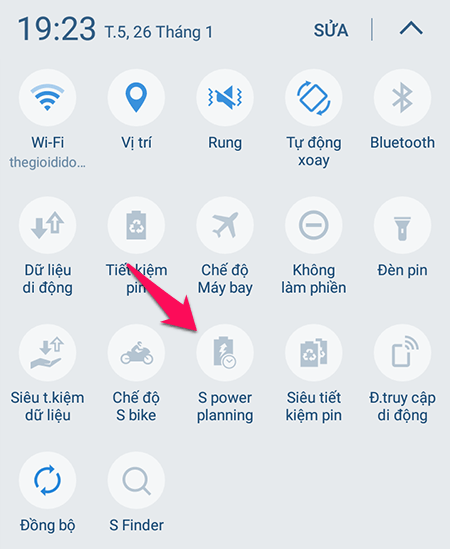 19:23 T.5, 26 Tháng 1 SỬA
Wi-Fi
thegioidido...
Vị trí
Rung
Tự động
xoay
Bluetooth
Dữ liệu
di động
Tiết kiệm
pin
Chế độ
Máy bay
Không
làm phiền
Đèn pin
Siêu t.kiệm
dữ liệu
Chế độ
S bike
S power
planning
Siêu tiết
kiệm pin
Đ.truy cập
di động
Đồng bộ
S Finder